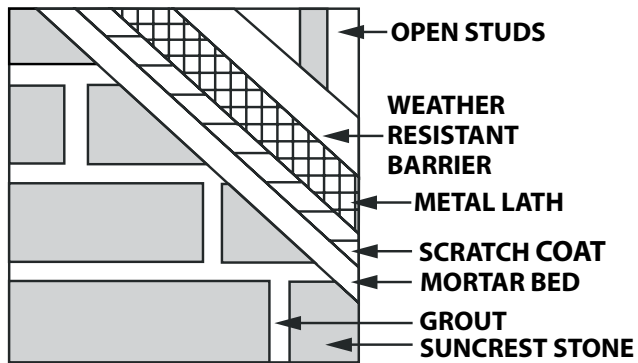 OPEN STUDS
WEATHER
RESISTANT
BARRIER
METAL LATH
SCRATCH COAT
MORTAR BED
GROUT
SUNCREST STONE